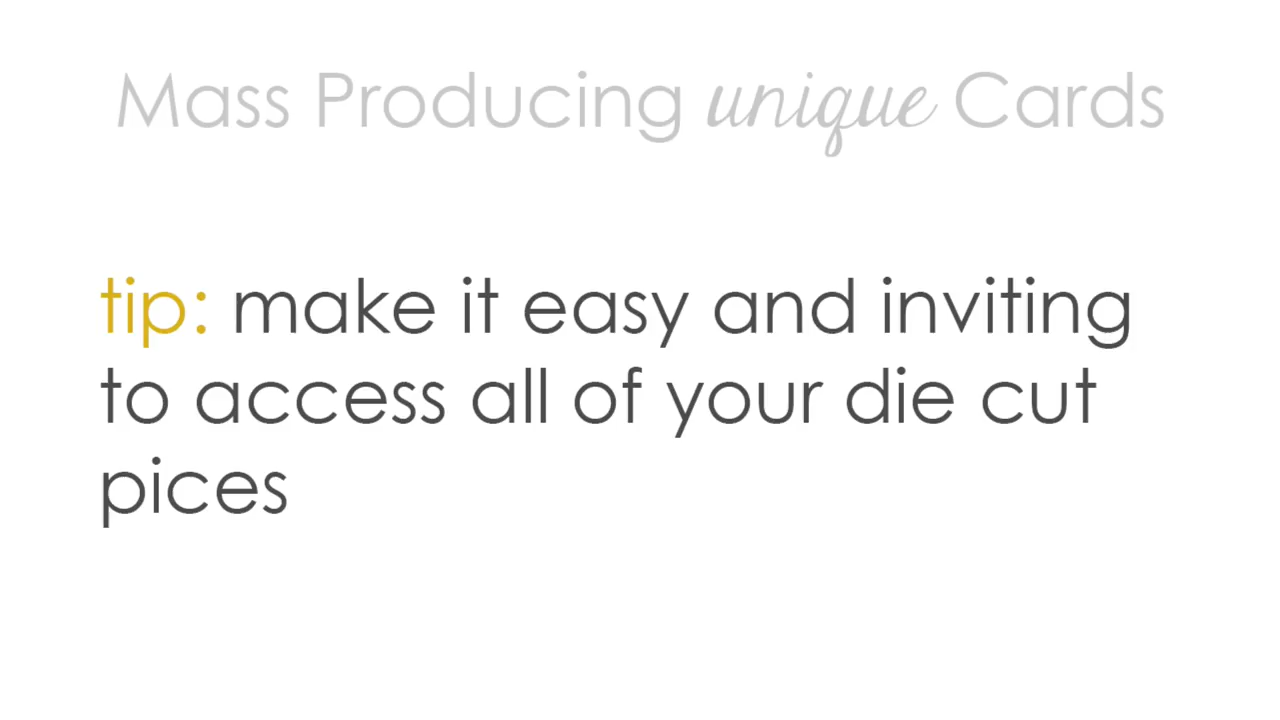 Mass Producing unique Cards
tip: make it easy and inviting
to access all of your die cut
pices